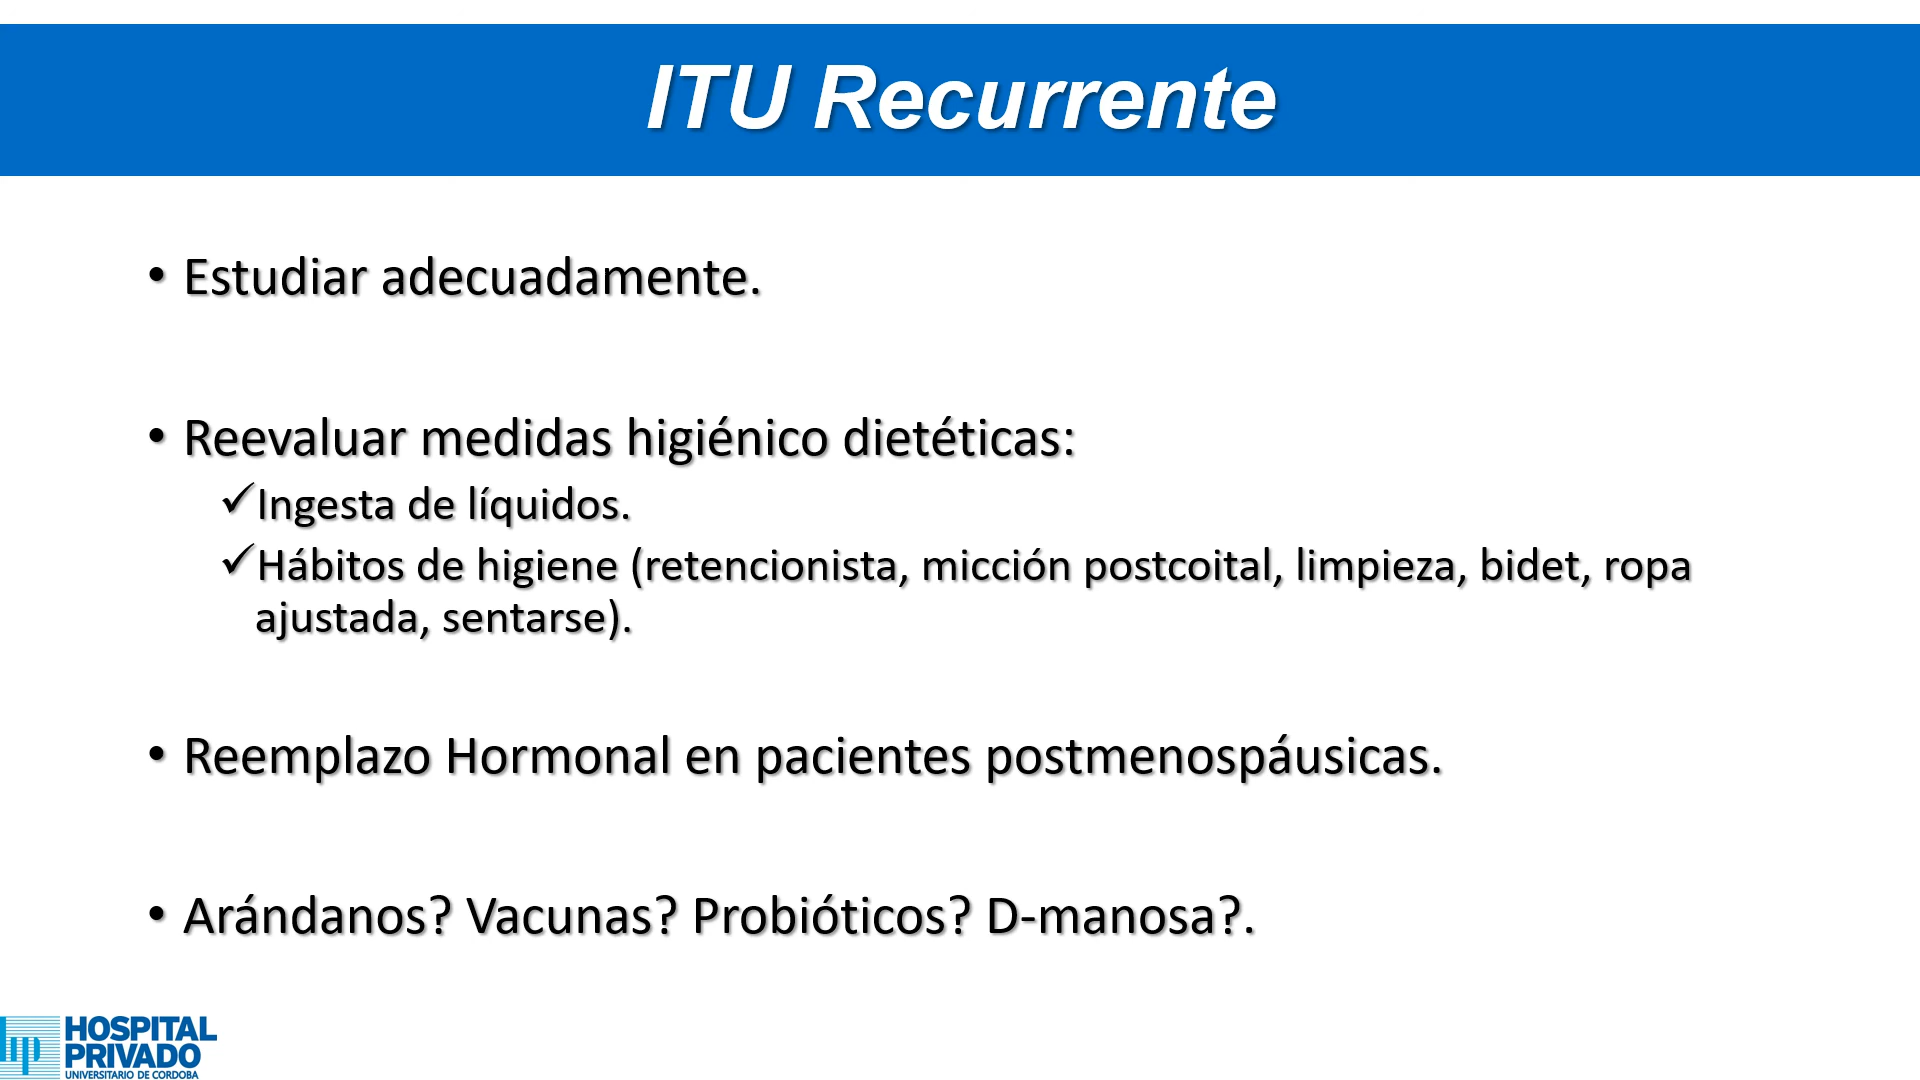 ITU Recurrente
• Estudiar adecuadamente.
• Reevaluar medidas higiénico dietéticas:
✓Ingesta de líquidos.
✓Hábitos de higiene (retencionista, micción postcoital, limpieza, bidet, ropa
ajustada, sentarse).
• Reemplazo Hormonal en pacientes postmenospáusicas.
• Arándanos? Vacunas? Probióticos? D-manosa?.
hp
HOSPITAL
PRIVADO
UNIVERSITARIO DE CORDOBA